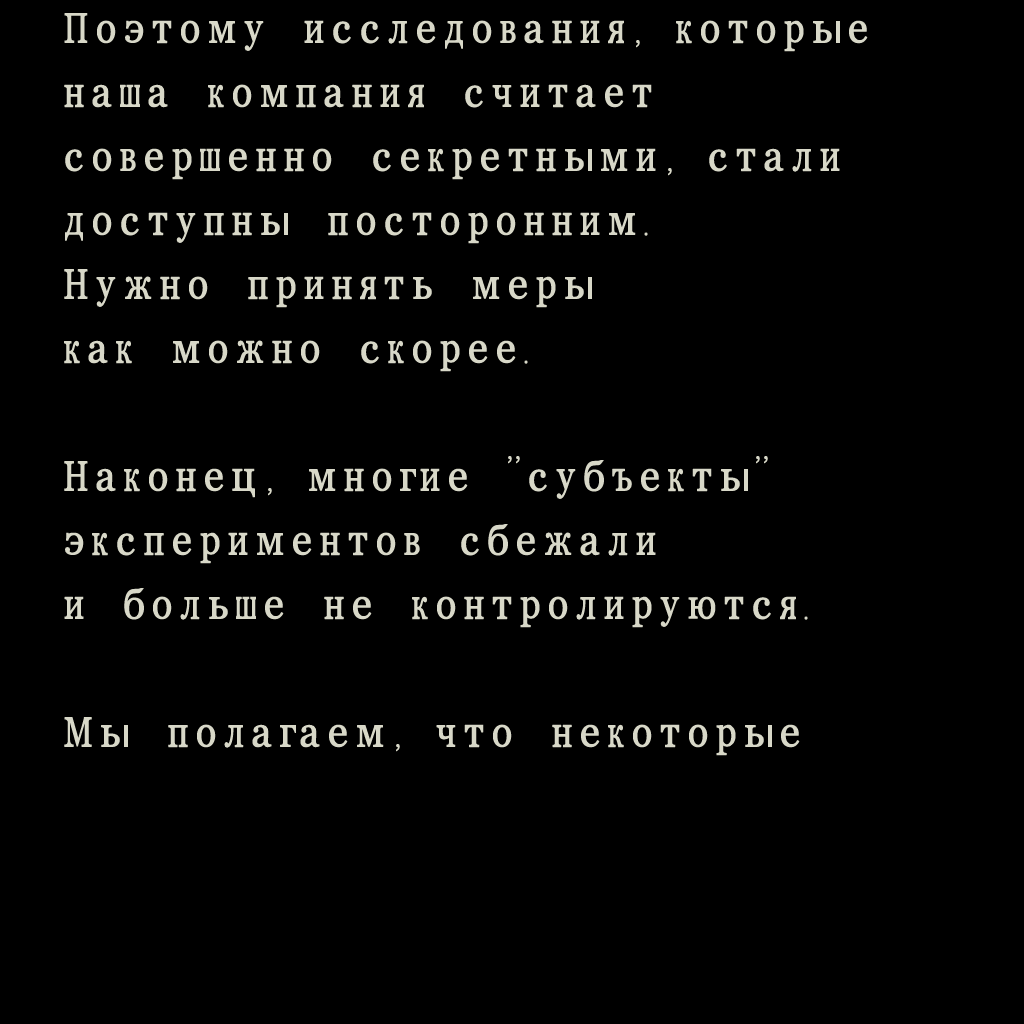 Поэтому исследования, которые
наша компания считает
совершенно секретными, стали
доступны посторонним.
Нужно принять меры
как можно скорее.
Наконец, многие ’’субъекты’’
экспериментов сбежали
и больше не контролируются.
Мы полагаем, что некоторые